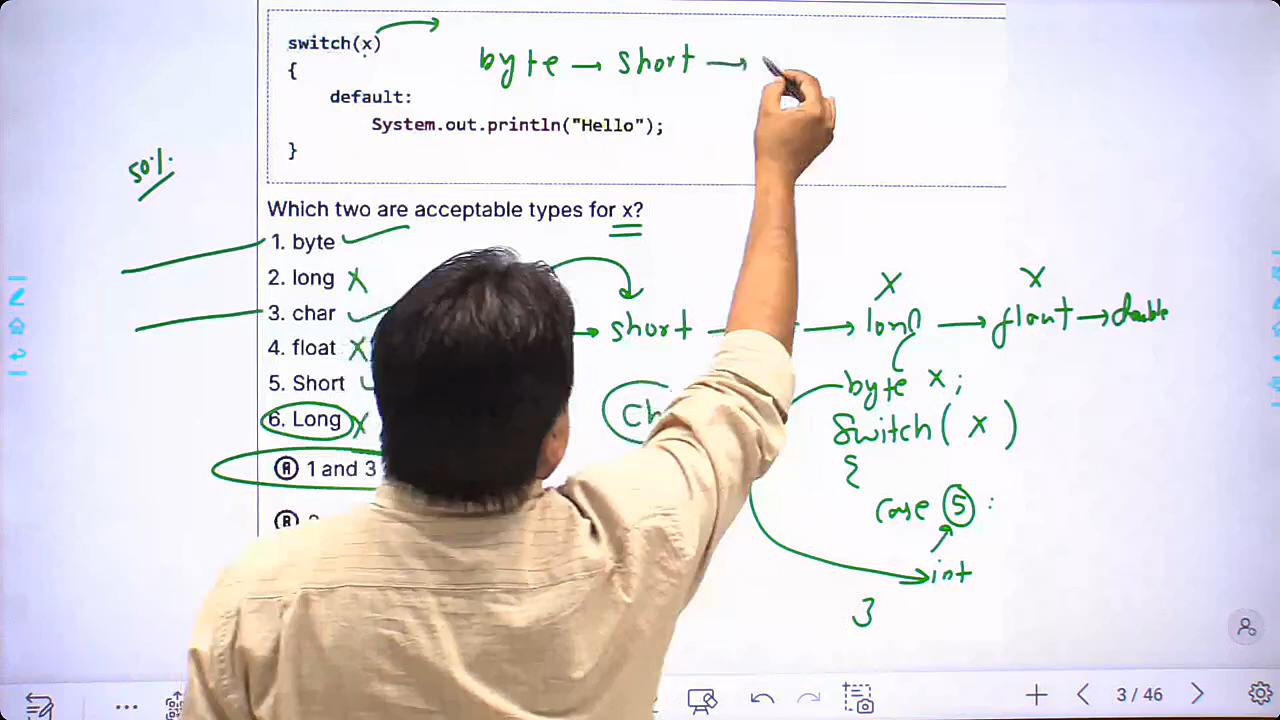 switch(x)
{
default:
System.out.println("Hello");
}
byte → short →
50%
Which two are acceptable types for x?
1. byte ✓
2. long X
3. char ✓
4. float X
5. Short
6. Long X
Ⓐ 1 and 3
Ⓑ
X X
→ short → long → float → double
byte x;
Switch( x )
{
case 5 :
int
3
3 / 46